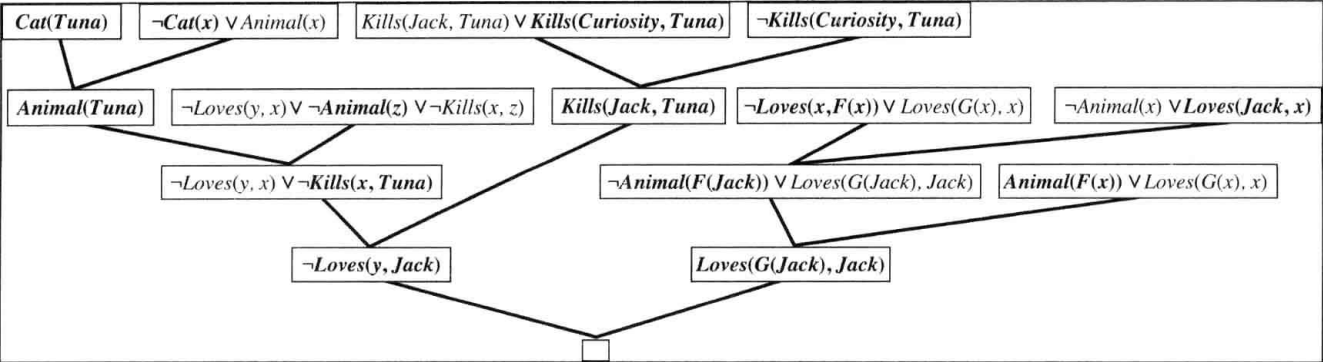 Cat(Tuna) ¬Cat(x) ∨ Animal(x) Kills(Jack, Tuna) ∨ Kills(Curiosity, Tuna) ¬Kills(Curiosity, Tuna)
Animal(Tuna) ¬Loves(y, x) ∨ ¬Animal(z) ∨ ¬Kills(x, z) Kills(Jack, Tuna) ¬Loves(x, F(x)) ∨ Loves(G(x), x) ¬Animal(x) ∨ Loves(Jack, x)
¬Loves(y, x) ∨ ¬Kills(x, Tuna) ¬Animal(F(Jack)) ∨ Loves(G(Jack), Jack) Animal(F(x)) ∨ Loves(G(x), x)
¬Loves(y, Jack) Loves(G(Jack), Jack)